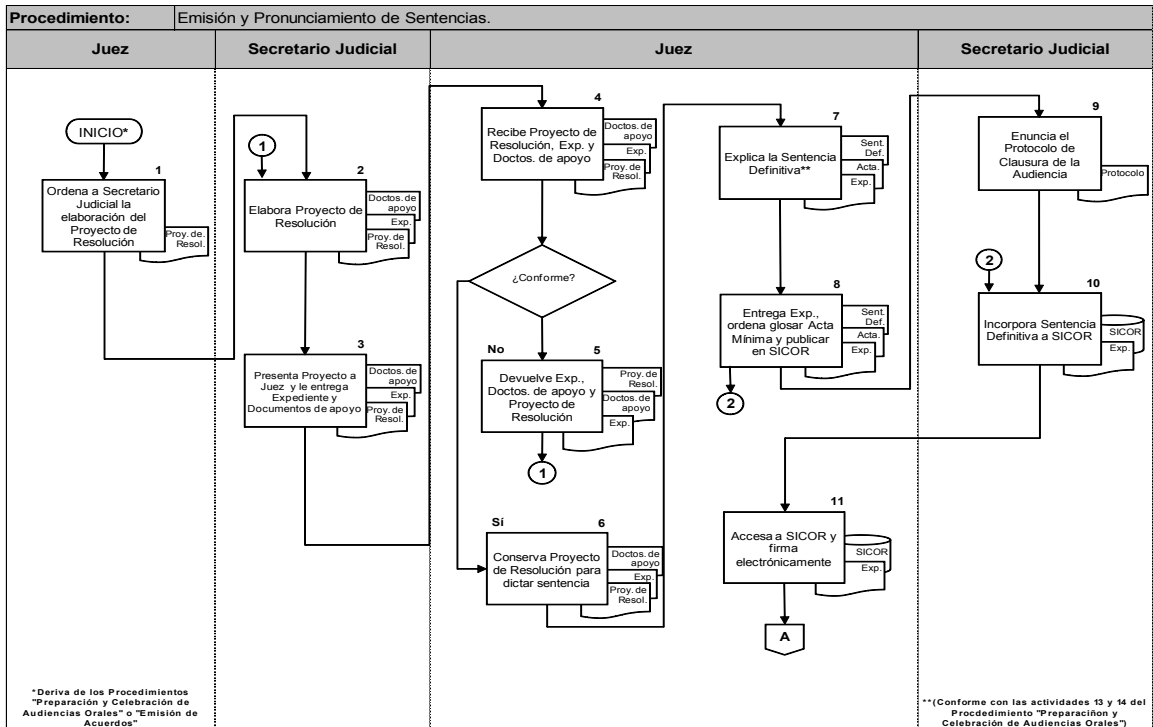 Procedimiento: Emisión y Pronunciamiento de Sentencias.
Juez
Secretario Judicial
Juez
Secretario Judicial
INICIO*
1
Ordena a Secretario
Judicial la
elaboración del
Proyecto de
Resolución
Proy. de.
Resol.
1
2
Elabora Proyecto de
Resolución
Doctos. de
apoyo
Exp.
Proy. de
Resol.
3
Presenta Proyecto a
Juez y le entrega
Expediente y
Documentos de apoyo
Doctos. de
apoyo
Exp.
Proy. de
Resol.
4
Recibe Proyecto de
Resolución, Exp. y
Doctos. de apoyo
Doctos. de
apoyo
Exp.
Proy. de
Resol.
¿Conforme?
No
5
Devuelve Exp.,
Doctos. de apoyo y
Proyecto de
Resolución
Proy. de
Resol.
Doctos. de
apoyo
Exp.
1
Sí
6
Conserva Proyecto
de Resolución para
dictar sentencia
Doctos. de
apoyo
Exp.
Proy. de
Resol.
7
Explica la Sentencia
Definitiva**
Sent.
Def.
Acta.
Exp.
8
Entrega Exp.,
ordena glosar Acta
Mínima y publicar
en SICOR
Sent.
Def.
Acta.
Exp.
2
9
Enuncia el
Protocolo de
Clausura de la
Audiencia
Protocolo
2
10
Incorpora Sentencia
Definitiva a SICOR
SICOR
Exp.
11
Accesa a SICOR y
firma
electrónicamente
SICOR
Exp.
A
*Deriva de los Procedimientos
"Preparación y Celebración de
Audiencias Orales" o "Emisión de
Acuerdos"
**(Conforme con las actividades 13 y 14 del
Procdedimiento "Preparaciñon y
Celebración de Audiencias Orales")